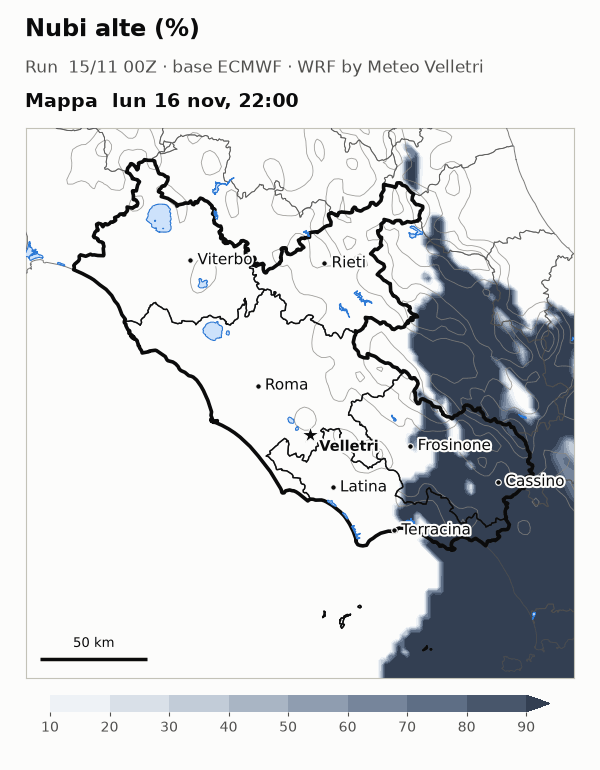 Nubi alte (%)
Run  15/11 00Z · base ECMWF · WRF by Meteo Velletri
Mappa  lun 16 nov, 22:00
Viterbo
Rieti
Roma
Velletri
Frosinone
Cassino
Latina
Terracina
50 km
10 20 30 40 50 60 70 80 90